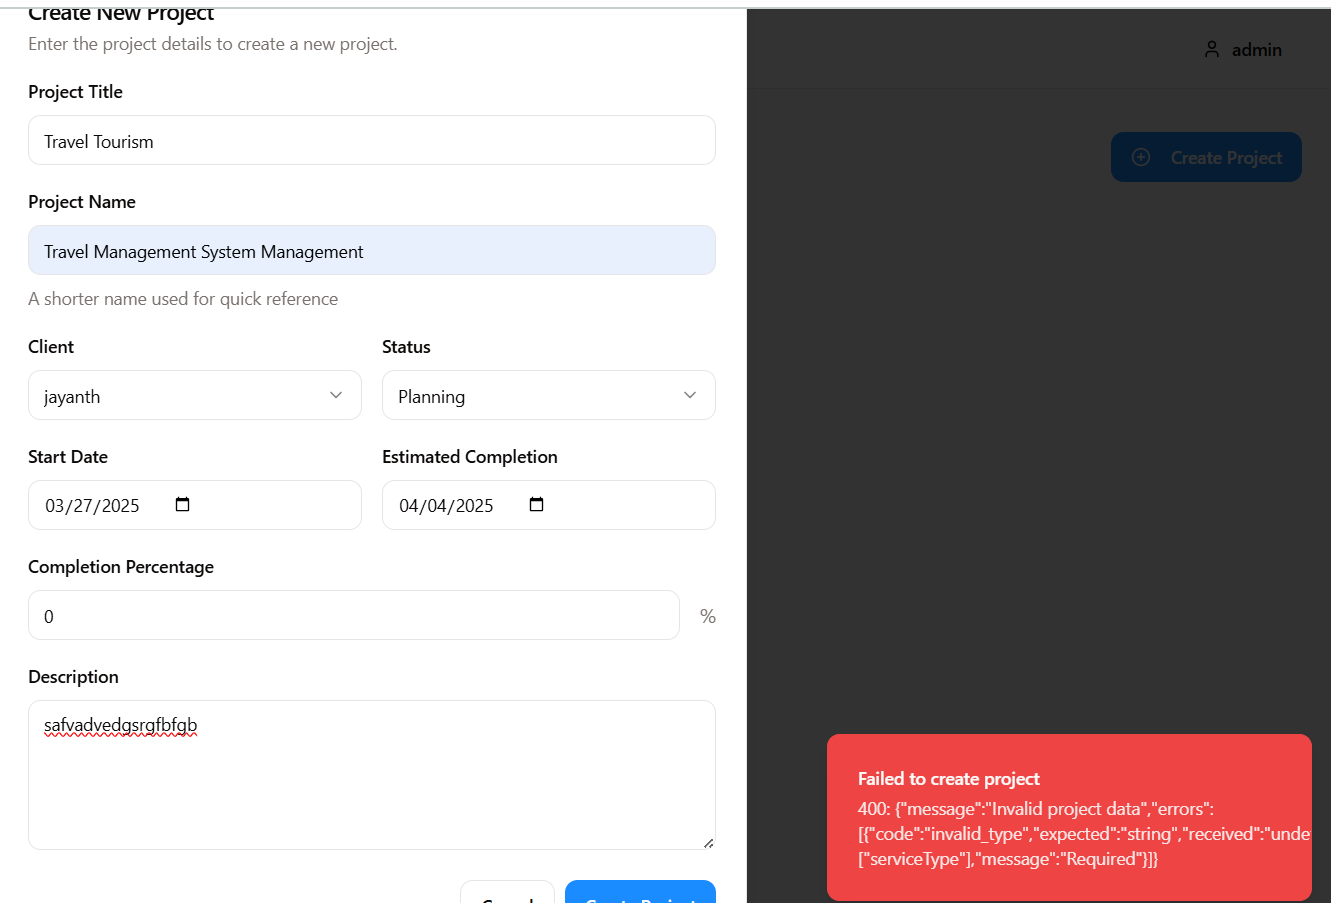 Create New Project
Enter the project details to create a new project.
admin
Project Title
Travel Tourism
Create Project
Project Name
Travel Management System Management
A shorter name used for quick reference
Client
Status
jayanth
Planning
Start Date
Estimated Completion
03/27/2025
04/04/2025
Completion Percentage
0
%
Description
safvadvedgsrgfbfgb
Failed to create project
400: {"message":"Invalid project data","errors":
[{"code":"invalid_type","expected":"string","received":"unde
["serviceType"],"message":"Required"}]}
Cancel
Create Project